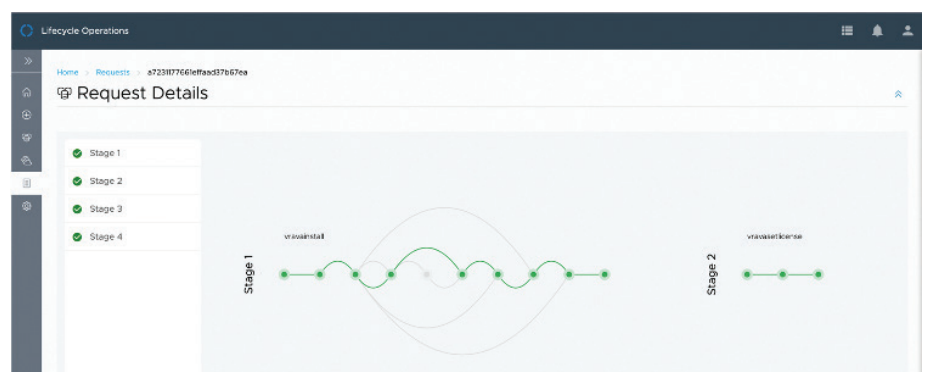 Lifecycle Operations
Home > Requests > a7231177661effaad37b67ea
Request Details
Stage 1
Stage 2
Stage 3
Stage 4
Stage 1
vravainstall
Stage 2
vravasetlicense